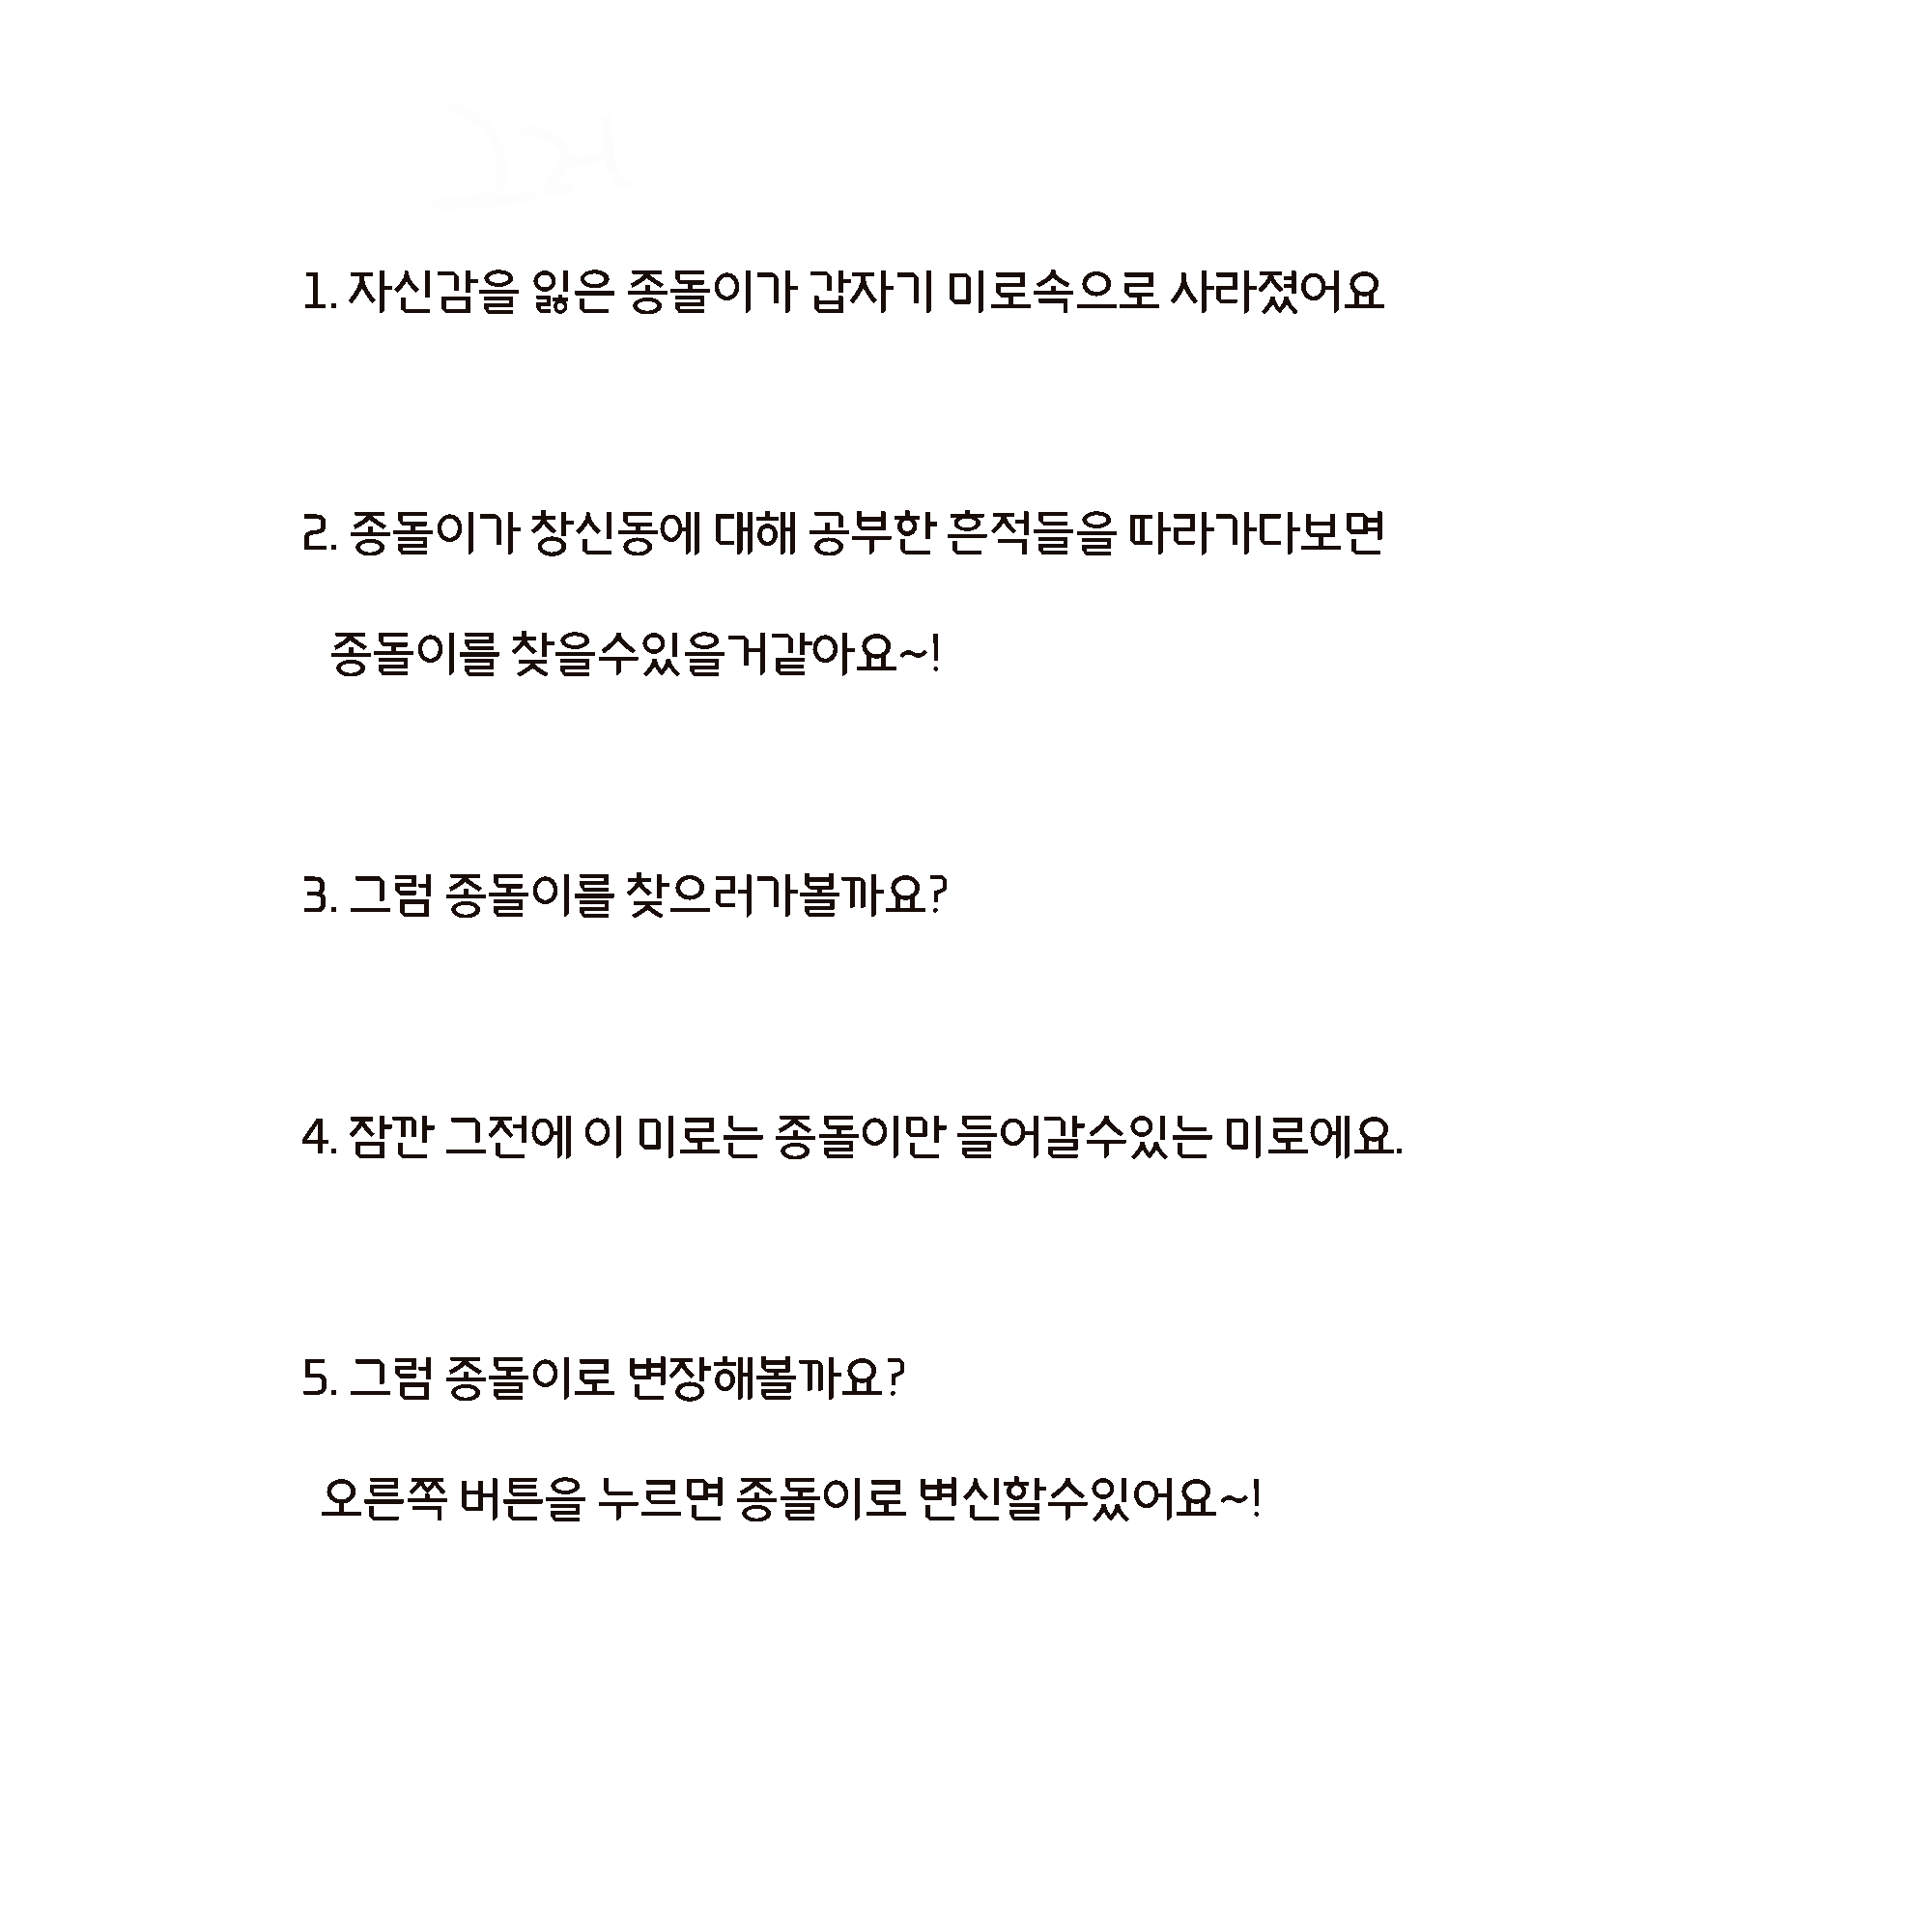 1. 자신감을 잃은 종돌이가 갑자기 미로속으로 사라졌어요
2. 종돌이가 창신동에 대해 공부한 흔적들을 따라가다보면
종돌이를 찾을수있을거같아요~!
3. 그럼 종돌이를 찾으러가볼까요?
4. 잠깐 그전에 이 미로는 종돌이만 들어갈수있는 미로에요.
5. 그럼 종돌이로 변장해볼까요?
오른쪽 버튼을 누르면 종돌이로 변신할수있어요~!